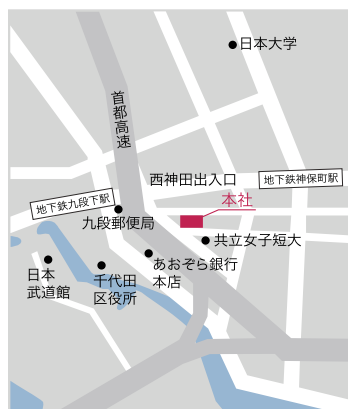 日本大学
首都高速
西神田出入口
地下鉄神保町駅
地下鉄九段下駅
本社
九段郵便局
共立女子短大
あおぞら銀行
本店
日本
武道館
千代田
区役所